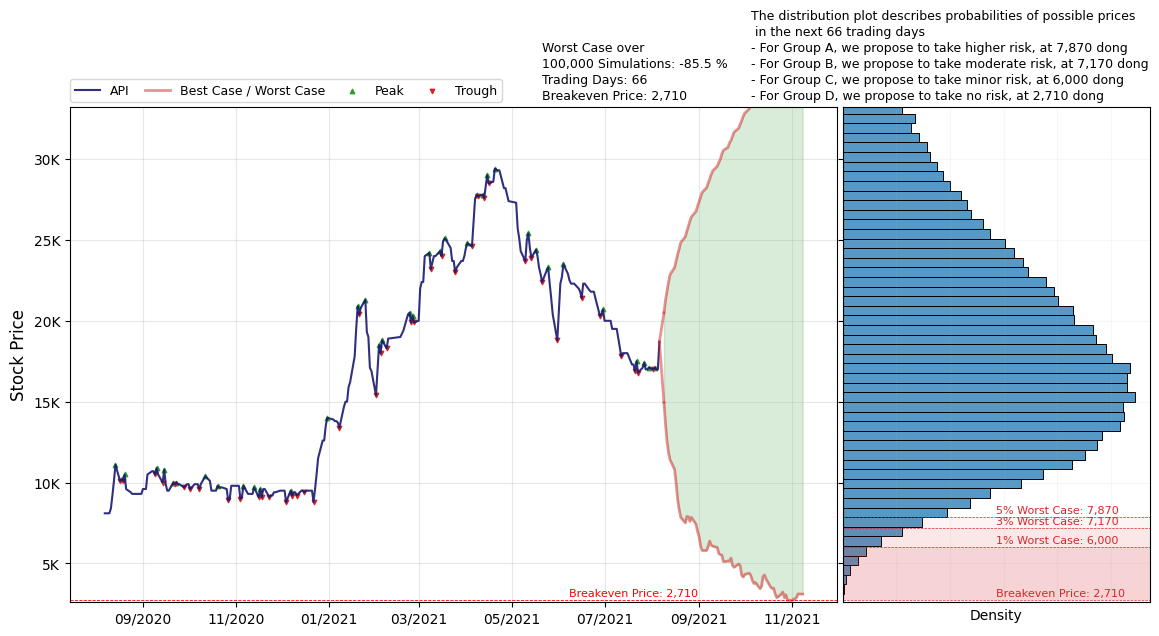 The distribution plot describes probabilities of possible prices
in the next 66 trading days
- For Group A, we propose to take higher risk, at 7,870 dong
- For Group B, we propose to take moderate risk, at 7,170 dong
- For Group C, we propose to take minor risk, at 6,000 dong
- For Group D, we propose to take no risk, at 2,710 dong
Worst Case over
100,000 Simulations: -85.5 %
Trading Days: 66
Breakeven Price: 2,710
API
Best Case / Worst Case
Peak
Trough
Stock Price
30K
25K
20K
15K
10K
5K
Breakeven Price: 2,710
09/2020
11/2020
01/2021
03/2021
05/2021
07/2021
09/2021
11/2021
5% Worst Case: 7,870
3% Worst Case: 7,170
1% Worst Case: 6,000
Breakeven Price: 2,710
Density